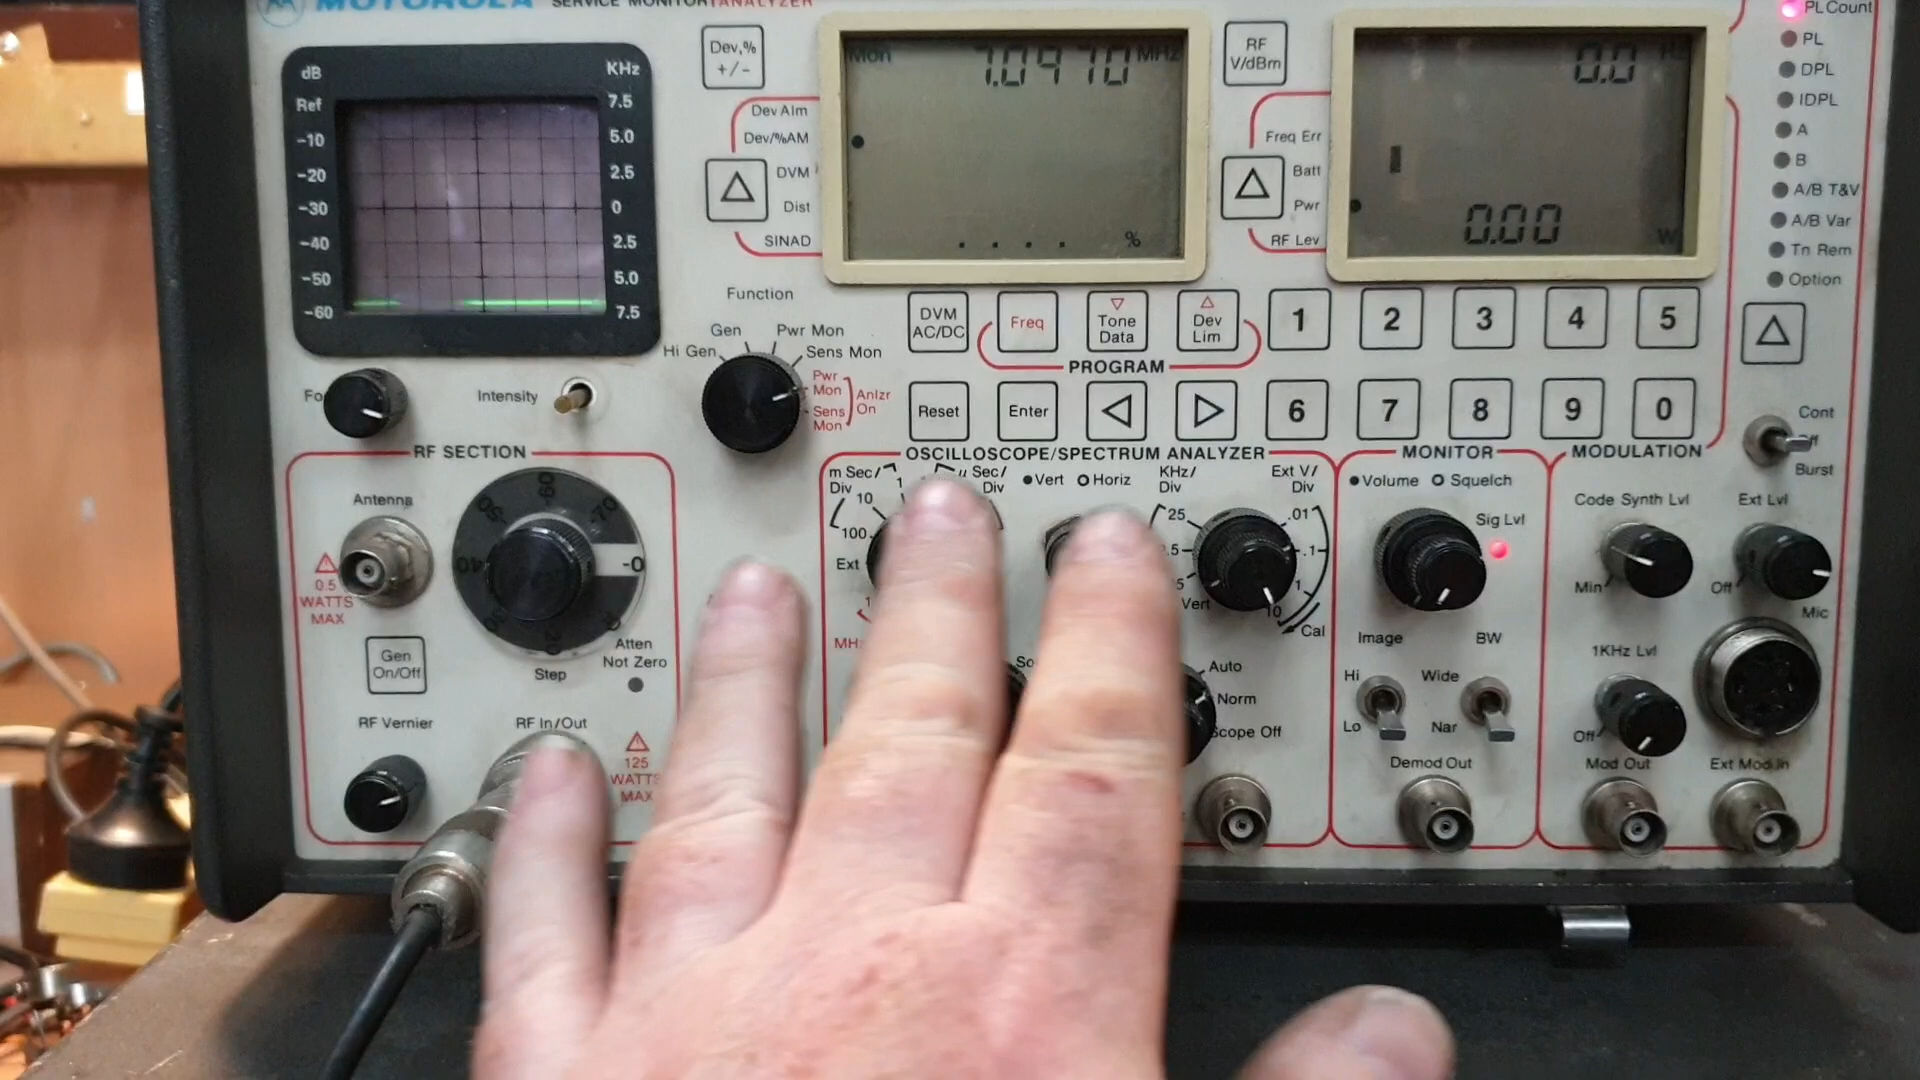 MOTOROLA SERVICE MONITOR/ANALYZER
dB KHz
Ref 7.5
-10 5.0
-20 2.5
-30 0
-40 2.5
-50 5.0
-60 7.5
Dev,%
+/-
Mon 7.0970 MHz
%
RF
V/dBm
0.0 Hz
0.00 W
Dev Alm
Dev/%AM
DVM
Dist
SINAD
Freq Err
Batt
Pwr
RF Lev
PL Count
PL
DPL
IDPL
A
B
A/B T&V
A/B Var
Tn Rem
Option
Intensity
Function
Gen Pwr Mon
Hi Gen Sens Mon
Pwr
Mon
Sens
Mon
Anlzr
On
DVM
AC/DC
Freq
Tone
Data
Dev
Lim
PROGRAM
1 2 3 4 5
Reset Enter 6 7 8 9 0
Cont
Burst
RF SECTION
Antenna
0.5
WATTS
MAX
-0
-70
Atten
Not Zero
Step
Gen
On/Off
RF Vernier
RF In/Out
125
WATTS
MAX
OSCILLOSCOPE/SPECTRUM ANALYZER
m Sec/
Div
μ Sec/
Div
Vert Horiz
KHz/
Div
Ext V/
Div
1
10
100
Ext
25
.01
.1
1
10
Vert
Cal
Auto
Norm
Scope Off
MONITOR
Volume Squelch
Sig Lvl
Image BW
Hi Wide
Lo Nar
Demod Out
MODULATION
Code Synth Lvl Ext Lvl
Min Off
Mic
1KHz Lvl
Off
Mod Out Ext Mod In